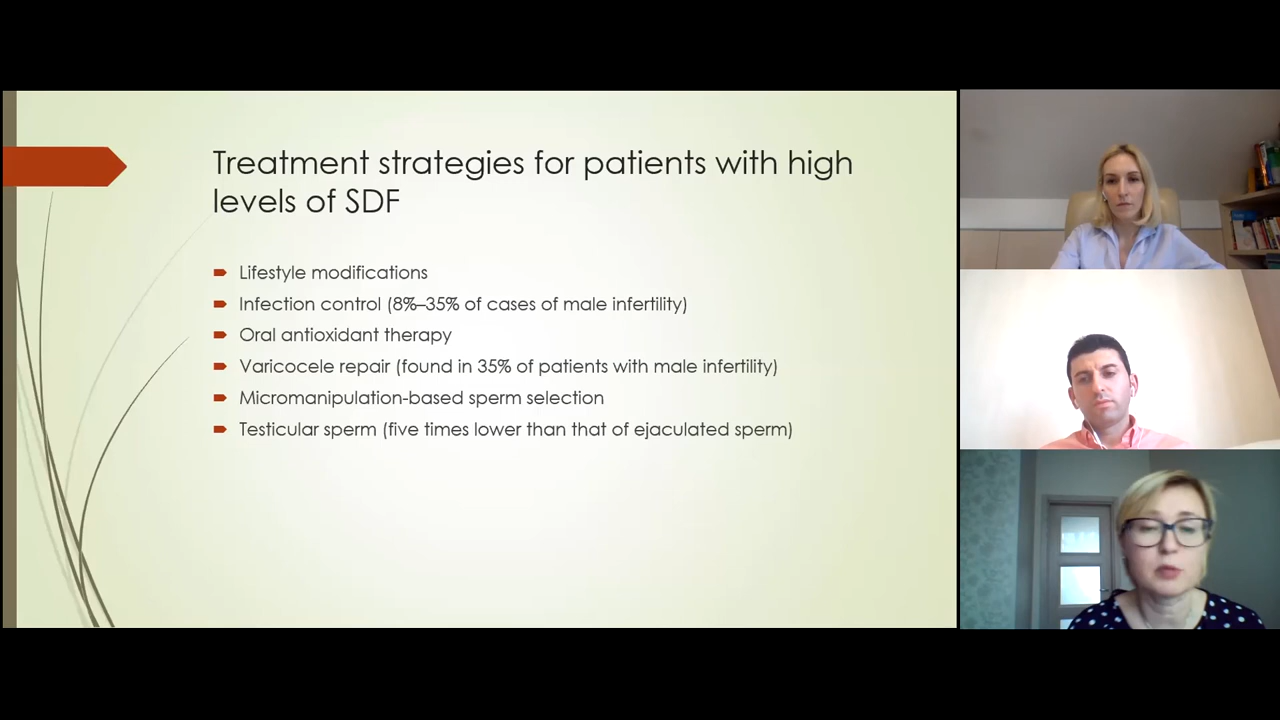 Treatment strategies for patients with high
levels of SDF
Lifestyle modifications
Infection control (8%–35% of cases of male infertility)
Oral antioxidant therapy
Varicocele repair (found in 35% of patients with male infertility)
Micromanipulation-based sperm selection
Testicular sperm (five times lower than that of ejaculated sperm)